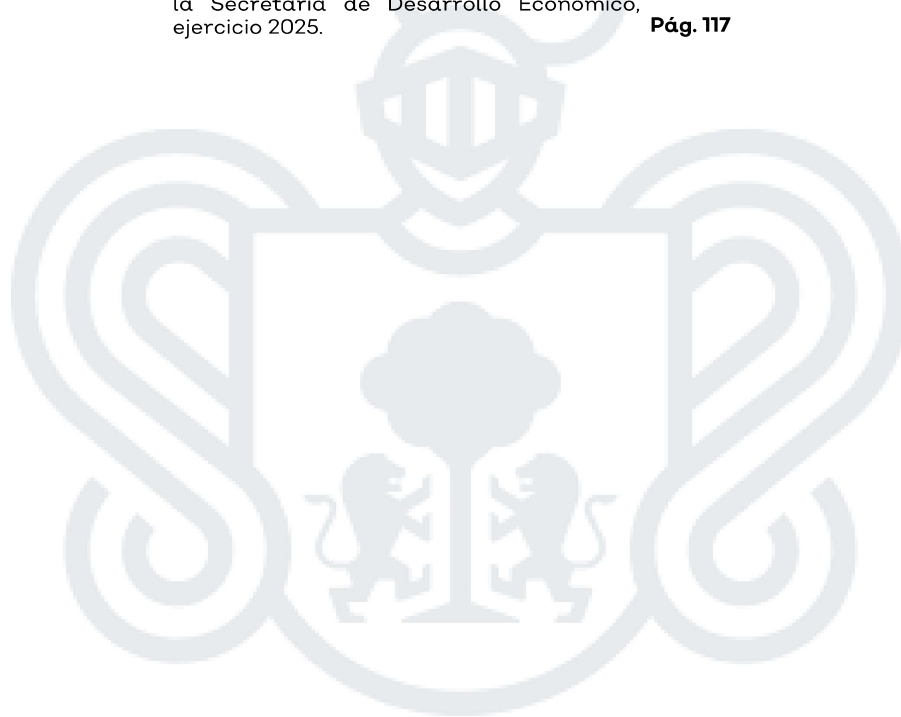 la Secretaría de Desarrollo Económico,
ejercicio 2025. Pág. 117